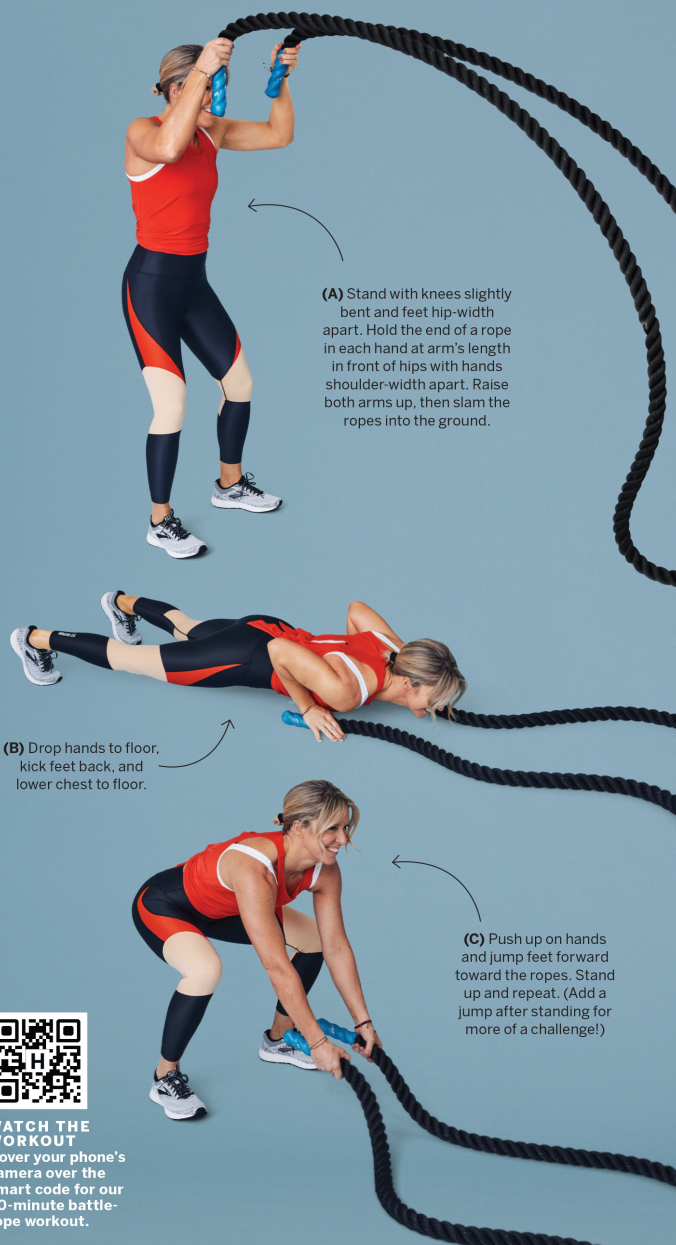 (A) Stand with knees slightly
bent and feet hip-width
apart. Hold the end of a rope
in each hand at arm's length
in front of hips with hands
shoulder-width apart. Raise
both arms up, then slam the
ropes into the ground.
(B) Drop hands to floor,
kick feet back, and
lower chest to floor.
(C) Push up on hands
and jump feet forward
toward the ropes. Stand
up and repeat. (Add a
jump after standing for
more of a challenge!)
H
ATCH THE
ORKOUT
over your phone's
amera over the
mart code for our
0-minute battle-
ope workout.